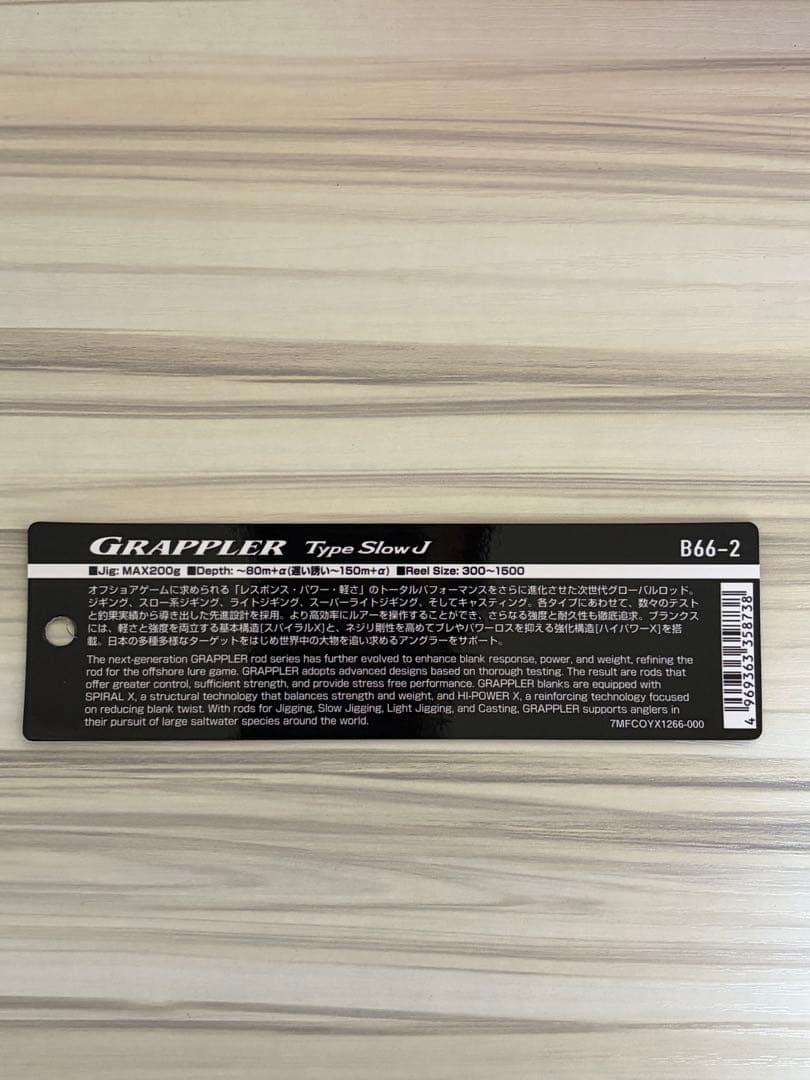 GRAPPLER Type Slow J B66-2
■Jig: MAX200g ■Depth: ～80m+α(遅い誘い～150m+α) ■Reel Size: 300～1500
オフショアゲームに求められる「レスポンス・パワー・軽さ」のトータルパフォーマンスをさらに進化させた次世代グローバルロッド。
ジギング、スロー系ジギング、ライトジギング、スーパーライトジギング、そしてキャスティング。各タイプにあわせて、数々のテスト
と釣果実績から導き出した先進設計を採用。より高効率にルアーを操作することができ、さらなる強度と耐久性も徹底追求。ブランクス
には、軽さと強度を両立する基本構造[スパイラルX]と、ネジリ剛性を高めてブレやパワーロスを抑える強化構造[ハイパワーX]を搭
載。日本の多種多様なターゲットをはじめ世界中の大物を追い求めるアングラーをサポート。
The next-generation GRAPPLER rod series has further evolved to enhance blank response, power, and weight, refining the
rod for the offshore lure game. GRAPPLER adopts advanced designs based on thorough testing. The result are rods that
offer greater control, sufficient strength, and provide stress free performance. GRAPPLER blanks are equipped with
SPIRAL X, a structural technology that balances strength and weight, and HI-POWER X, a reinforcing technology focused
on reducing blank twist. With rods for Jigging, Slow Jigging, Light Jigging, and Casting, GRAPPLER supports anglers in
their pursuit of large saltwater species around the world.
7MFCOYX1266-000
4 969363 358738